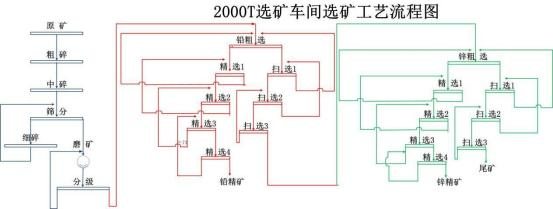 2000T选矿车间选矿工艺流程图
原矿
粗碎
中碎
筛分
细碎
磨矿
分级
铅粗选
精选1
扫选1
精选2
扫选2
精选3
扫选3
精选4
铅精矿
锌粗选
精选1
扫选1
精选2
扫选2
精选3
扫选3
精选4
锌精矿
尾矿